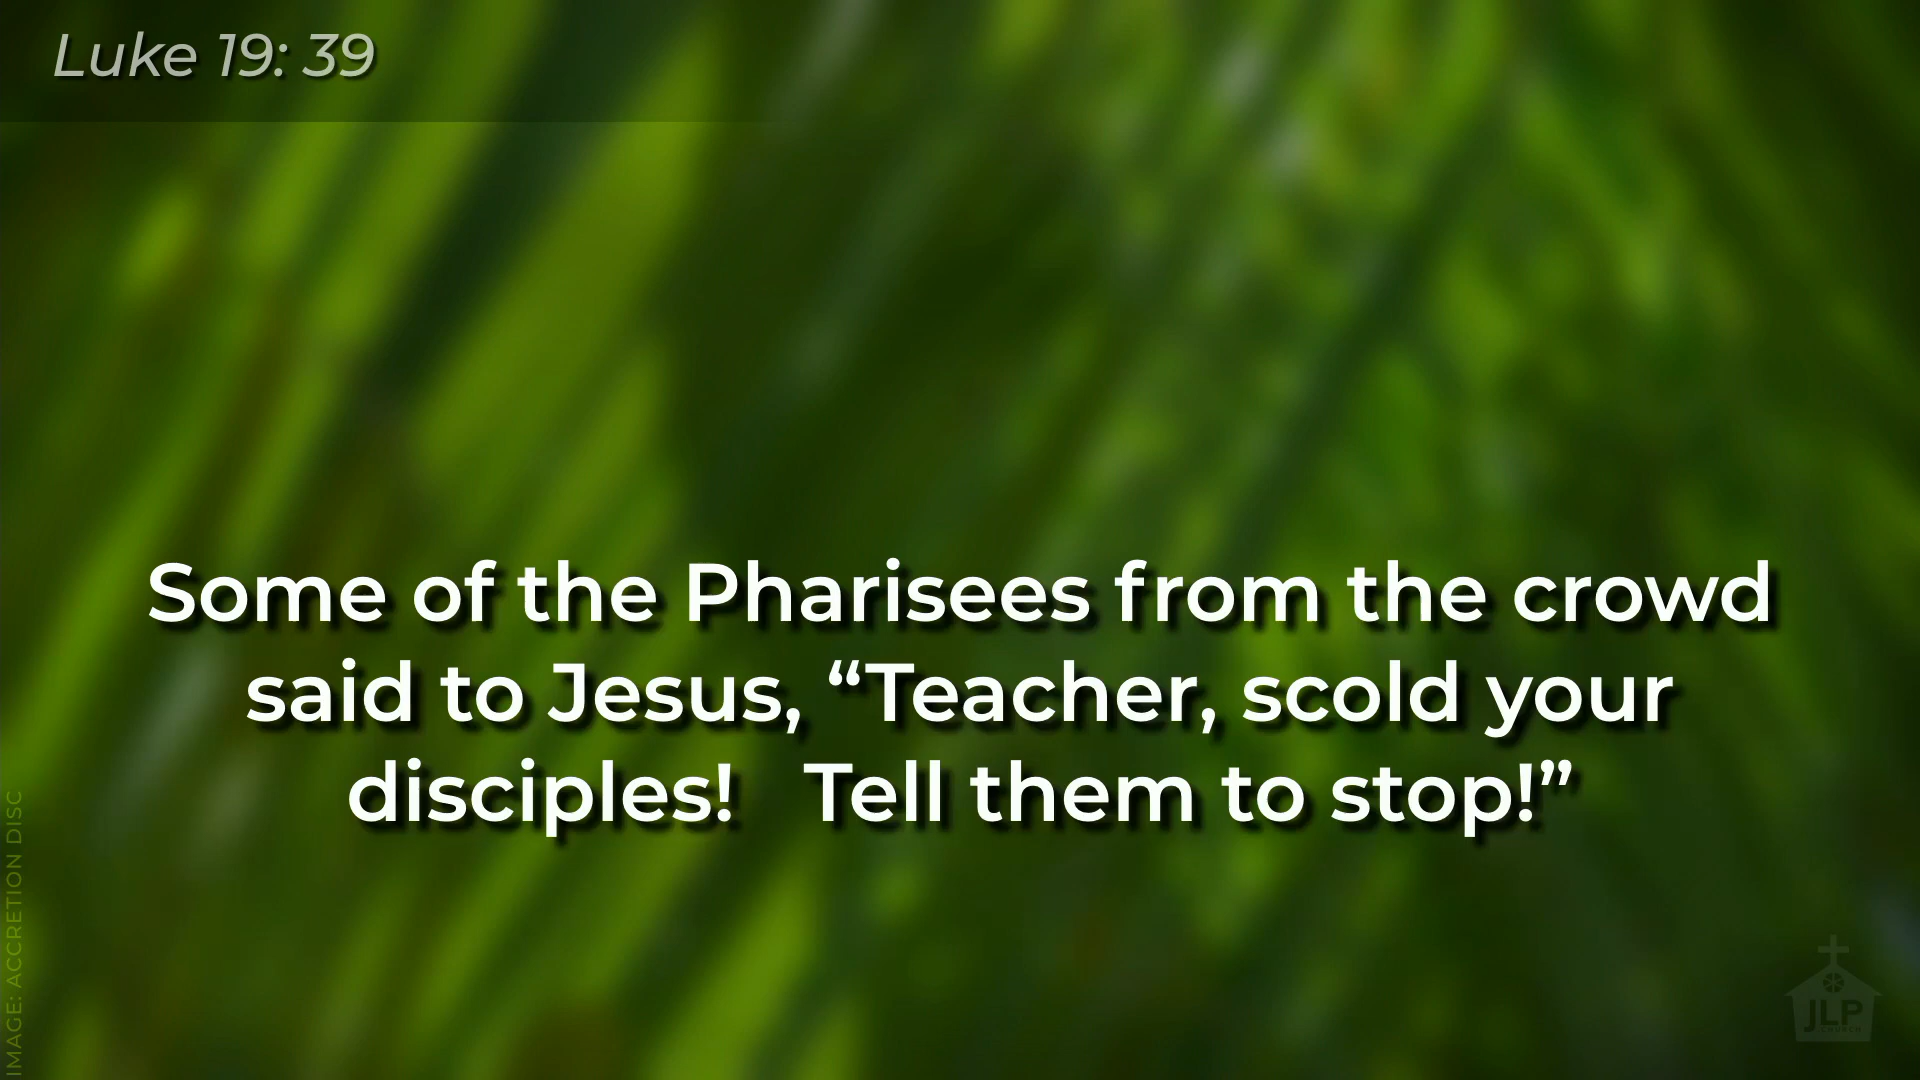 Luke 19: 39
Some of the Pharisees from the crowd
said to Jesus, “Teacher, scold your
disciples!   Tell them to stop!”
IMAGE: ACCRETION DISC
JLP
CHURCH